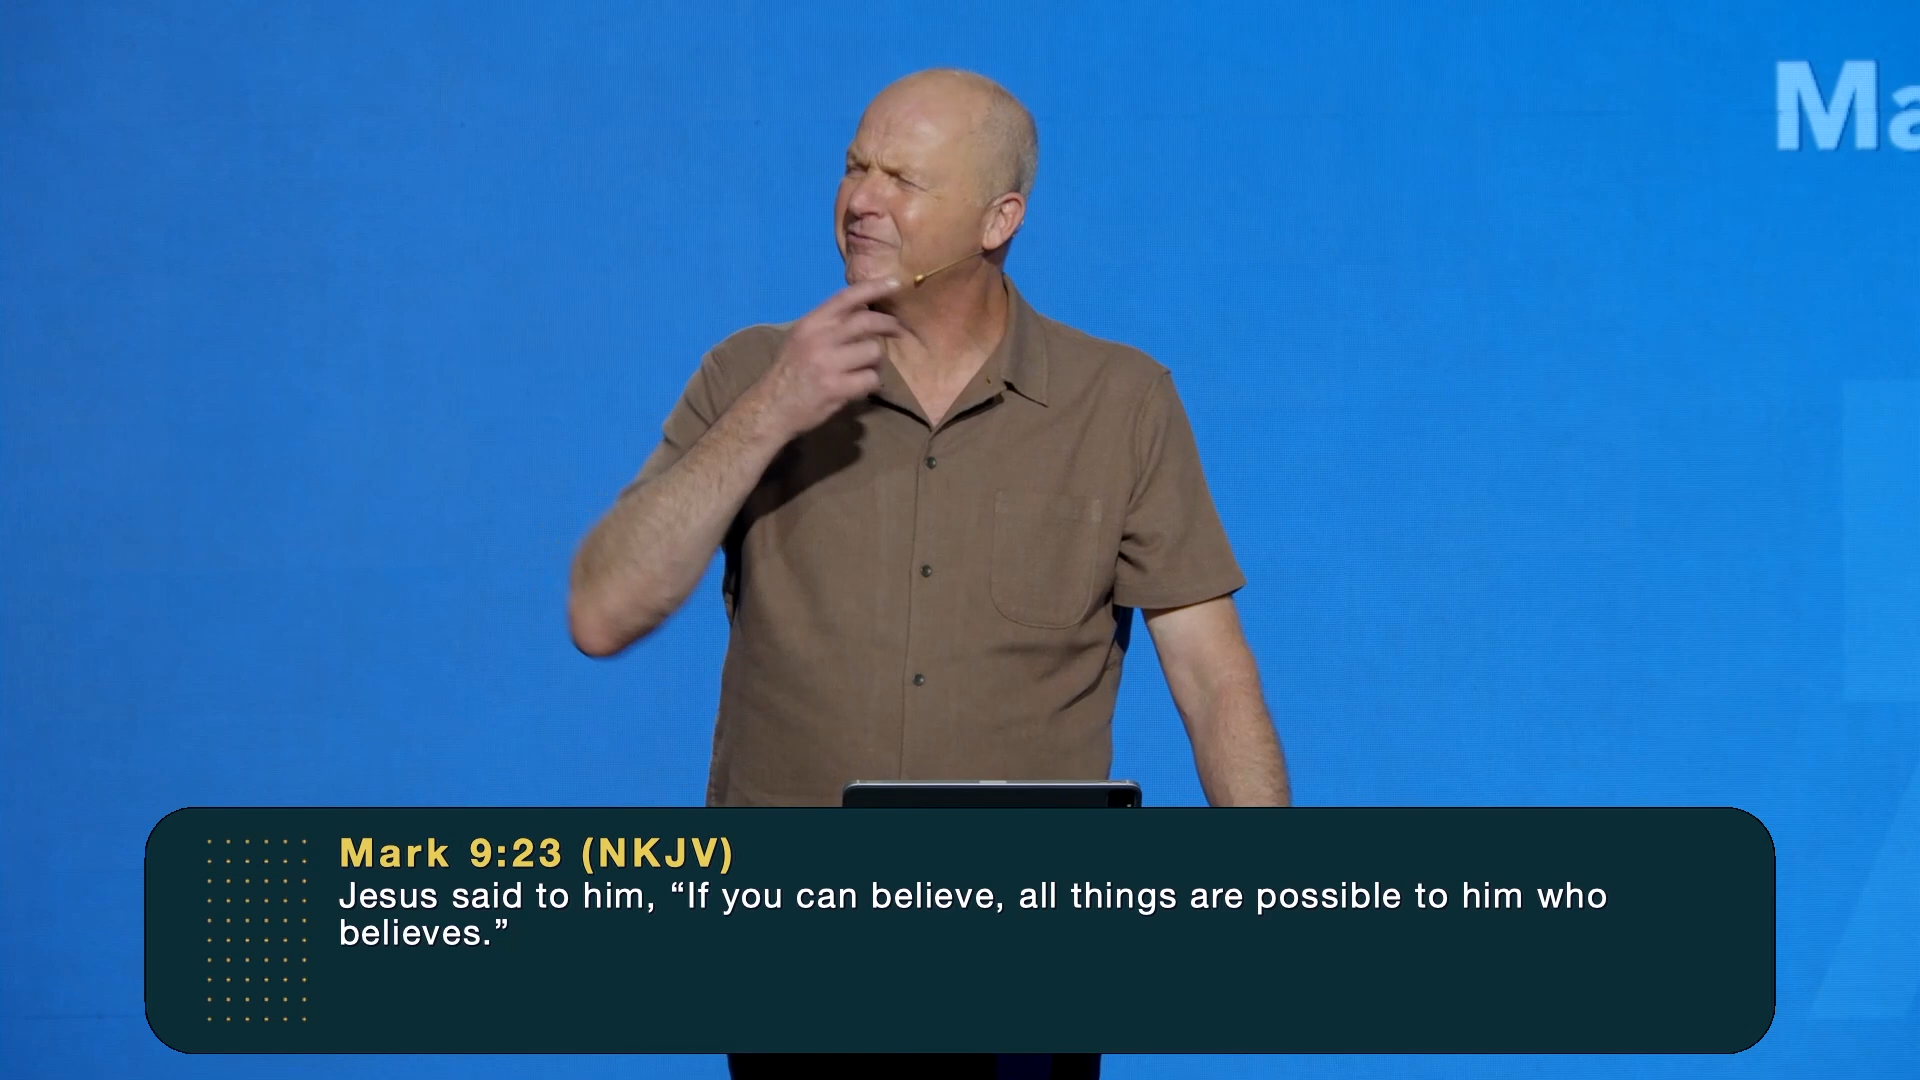 Ma
Mark 9:23 (NKJV)
Jesus said to him, “If you can believe, all things are possible to him who
believes.”